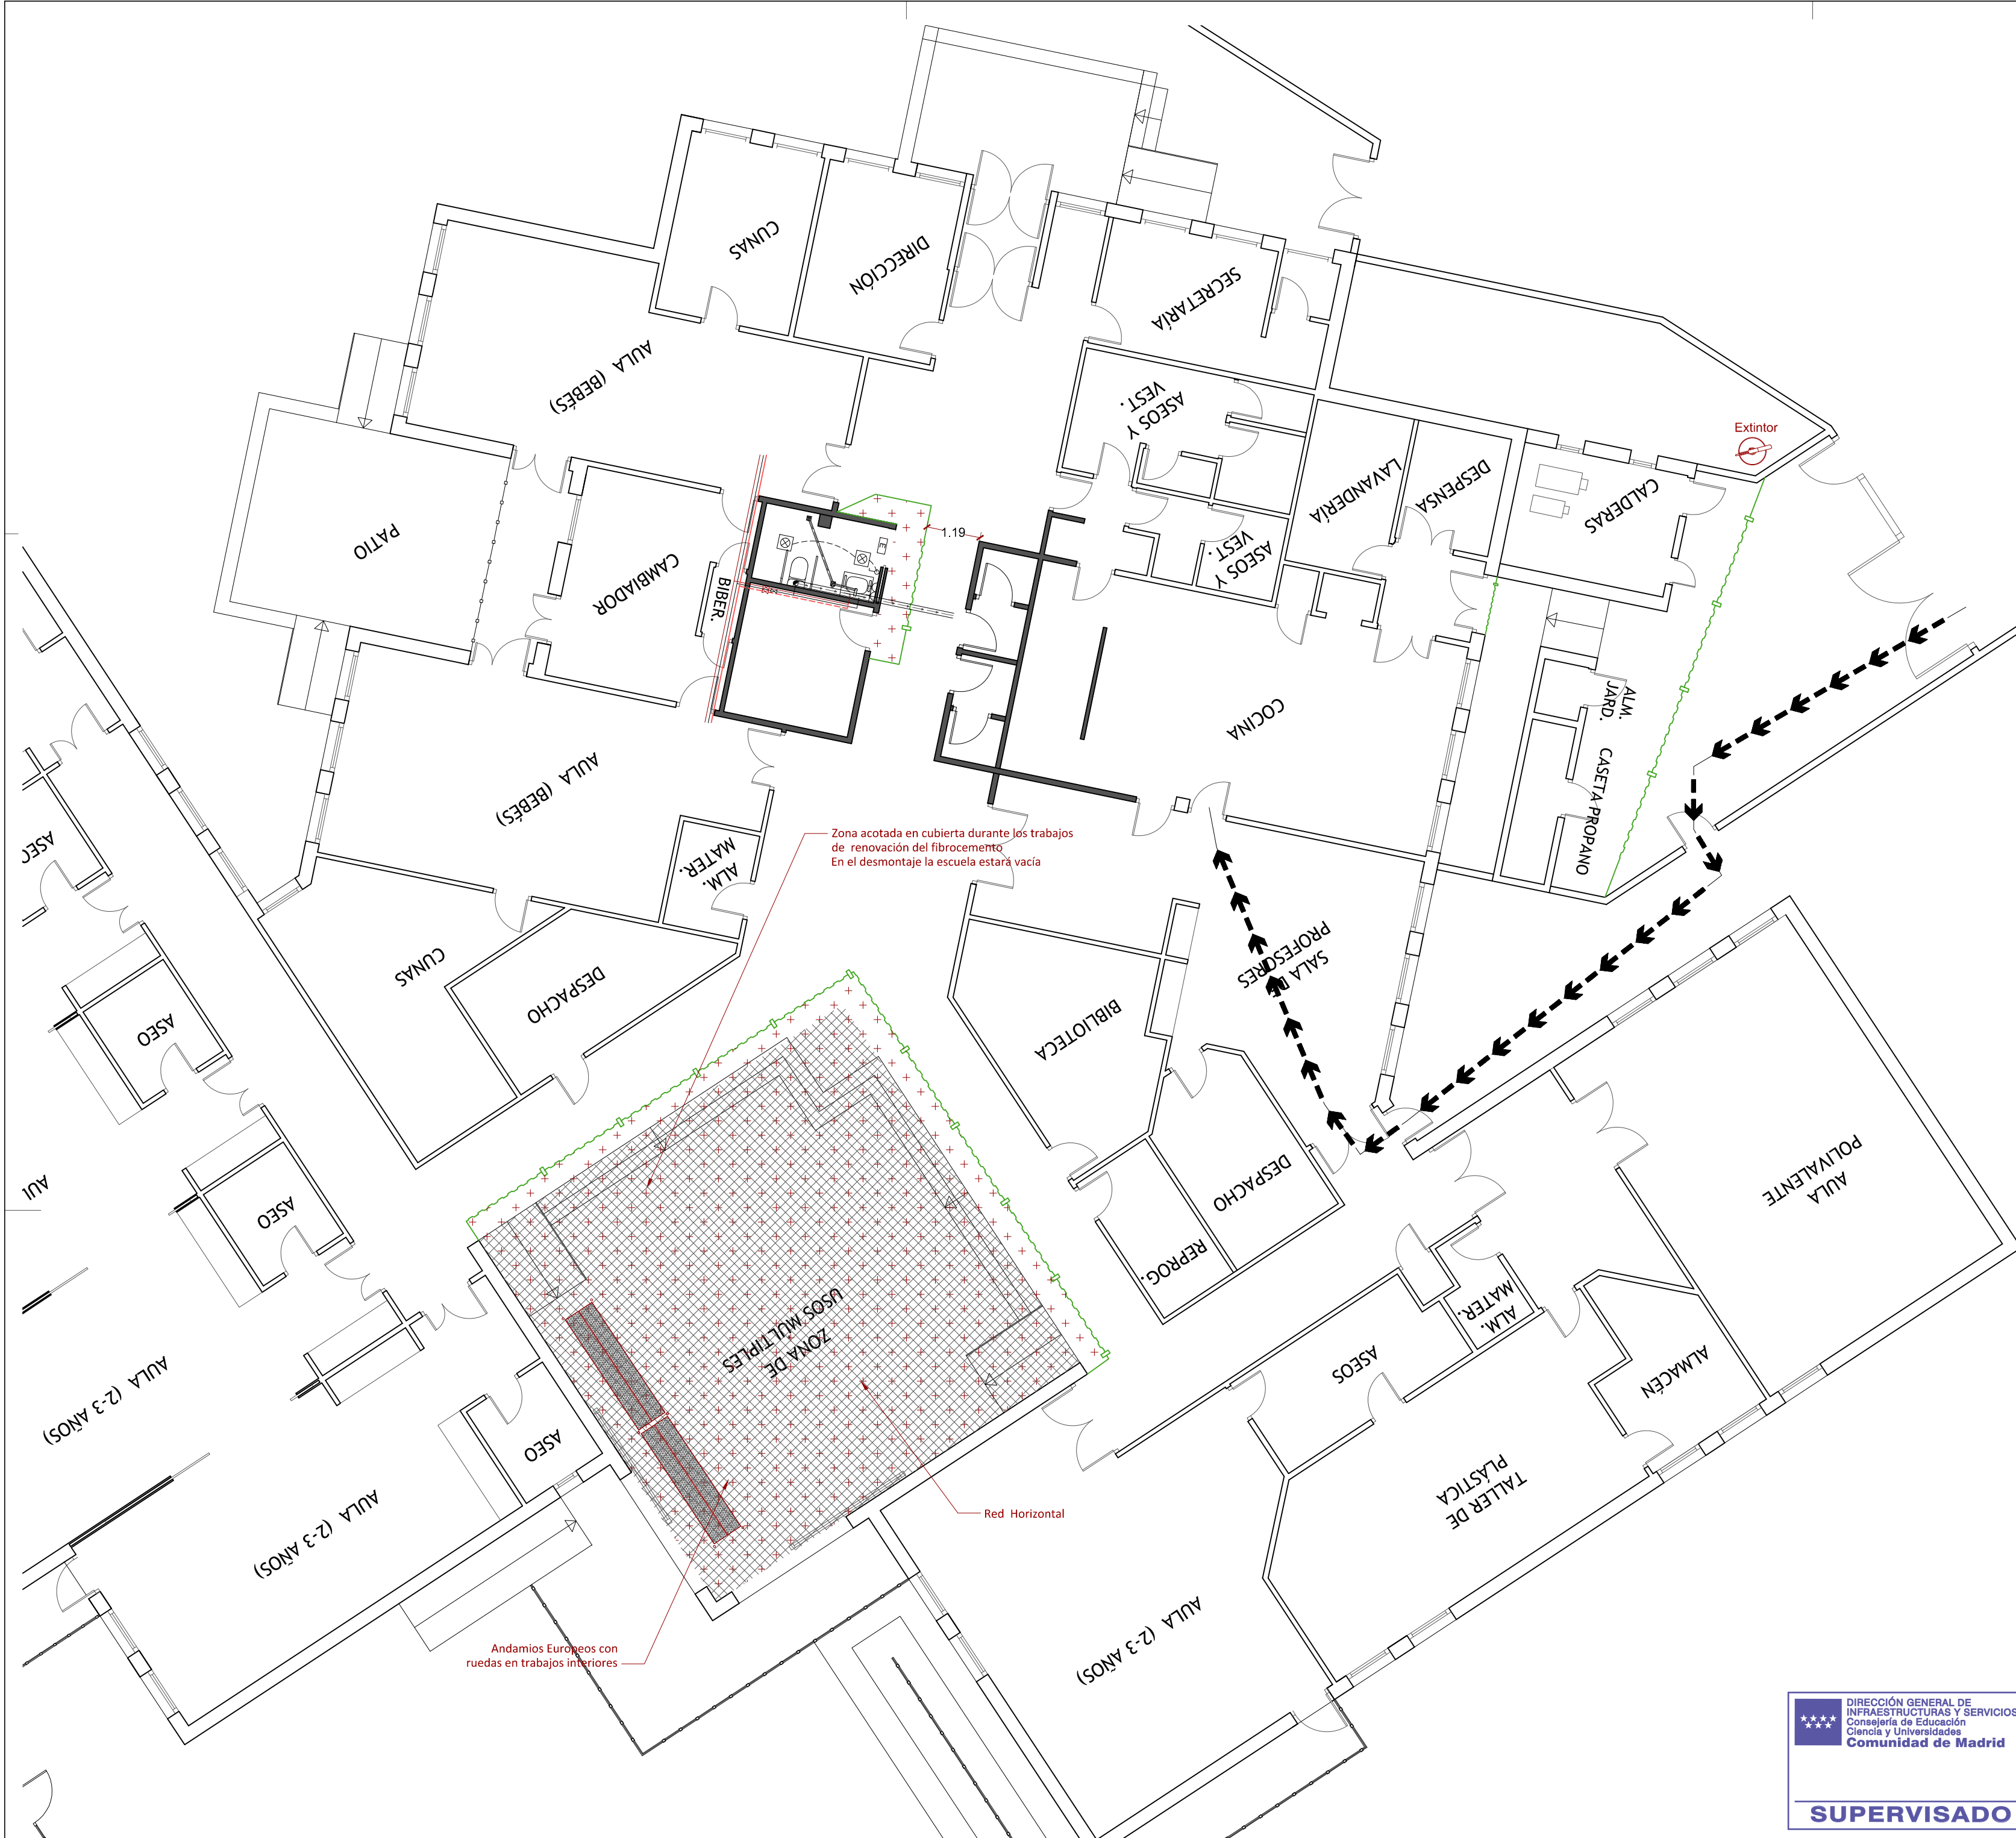 CUNAS
DIRECCIÓN
SECRETARÍA
AULA (BEBÉS)
ASEOS Y
VEST.
Extintor
LAVANDERÍA
DESPENSA
CALDERAS
PATIO
1.19
ASEOS Y
VEST.
CAMBIADOR
BIBER.
COCINA
ALM.
JARD.
CASETA PROPANO
AULA (BEBÉS)
ASEO
ALM.
MATER.
Zona acotada en cubierta durante los trabajos
de renovación del fibrocemento
En el desmontaje la escuela estará vacía
CUNAS
DESPACHO
SALA DE
PROFESORES
ASEO
BIBLIOTECA
AUL
ASEO
DESPACHO
AULA
POLIVALENTE
REPROG.
ZONA DE
USOS MÚLTIPLES
ALM.
MATER.
ASEOS
ALMACÉN
AULA (2-3 AÑOS)
ASEO
AULA (2-3 AÑOS)
TALLER DE
PLÁSTICA
Red Horizontal
AULA (2-3 AÑOS)
Andamios Europeos con
ruedas en trabajos interiores
DIRECCIÓN GENERAL DE
INFRAESTRUCTURAS Y SERVICIOS
Consejería de Educación
Ciencia y Universidades
Comunidad de Madrid
SUPERVISADO